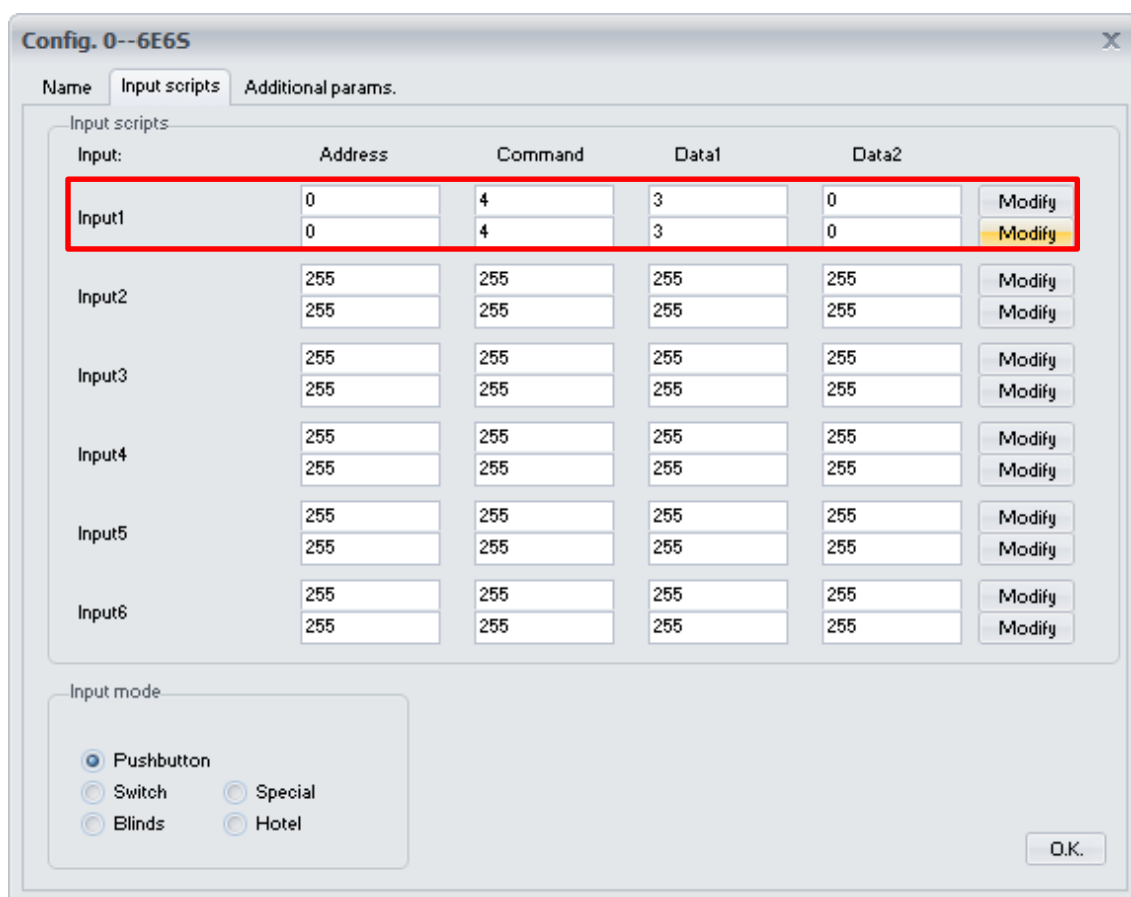 Config. 0--6E6S
Name Input scripts Additional params.
Input scripts
Input: Address Command Data1 Data2
0 4 3 0 Modify
Input1
0 4 3 0 Modify
255 255 255 255 Modify
Input2
255 255 255 255 Modify
255 255 255 255 Modify
Input3
255 255 255 255 Modify
255 255 255 255 Modify
Input4
255 255 255 255 Modify
255 255 255 255 Modify
Input5
255 255 255 255 Modify
255 255 255 255 Modify
Input6
255 255 255 255 Modify
Input mode
Pushbutton
Switch Special
Blinds Hotel
O.K.